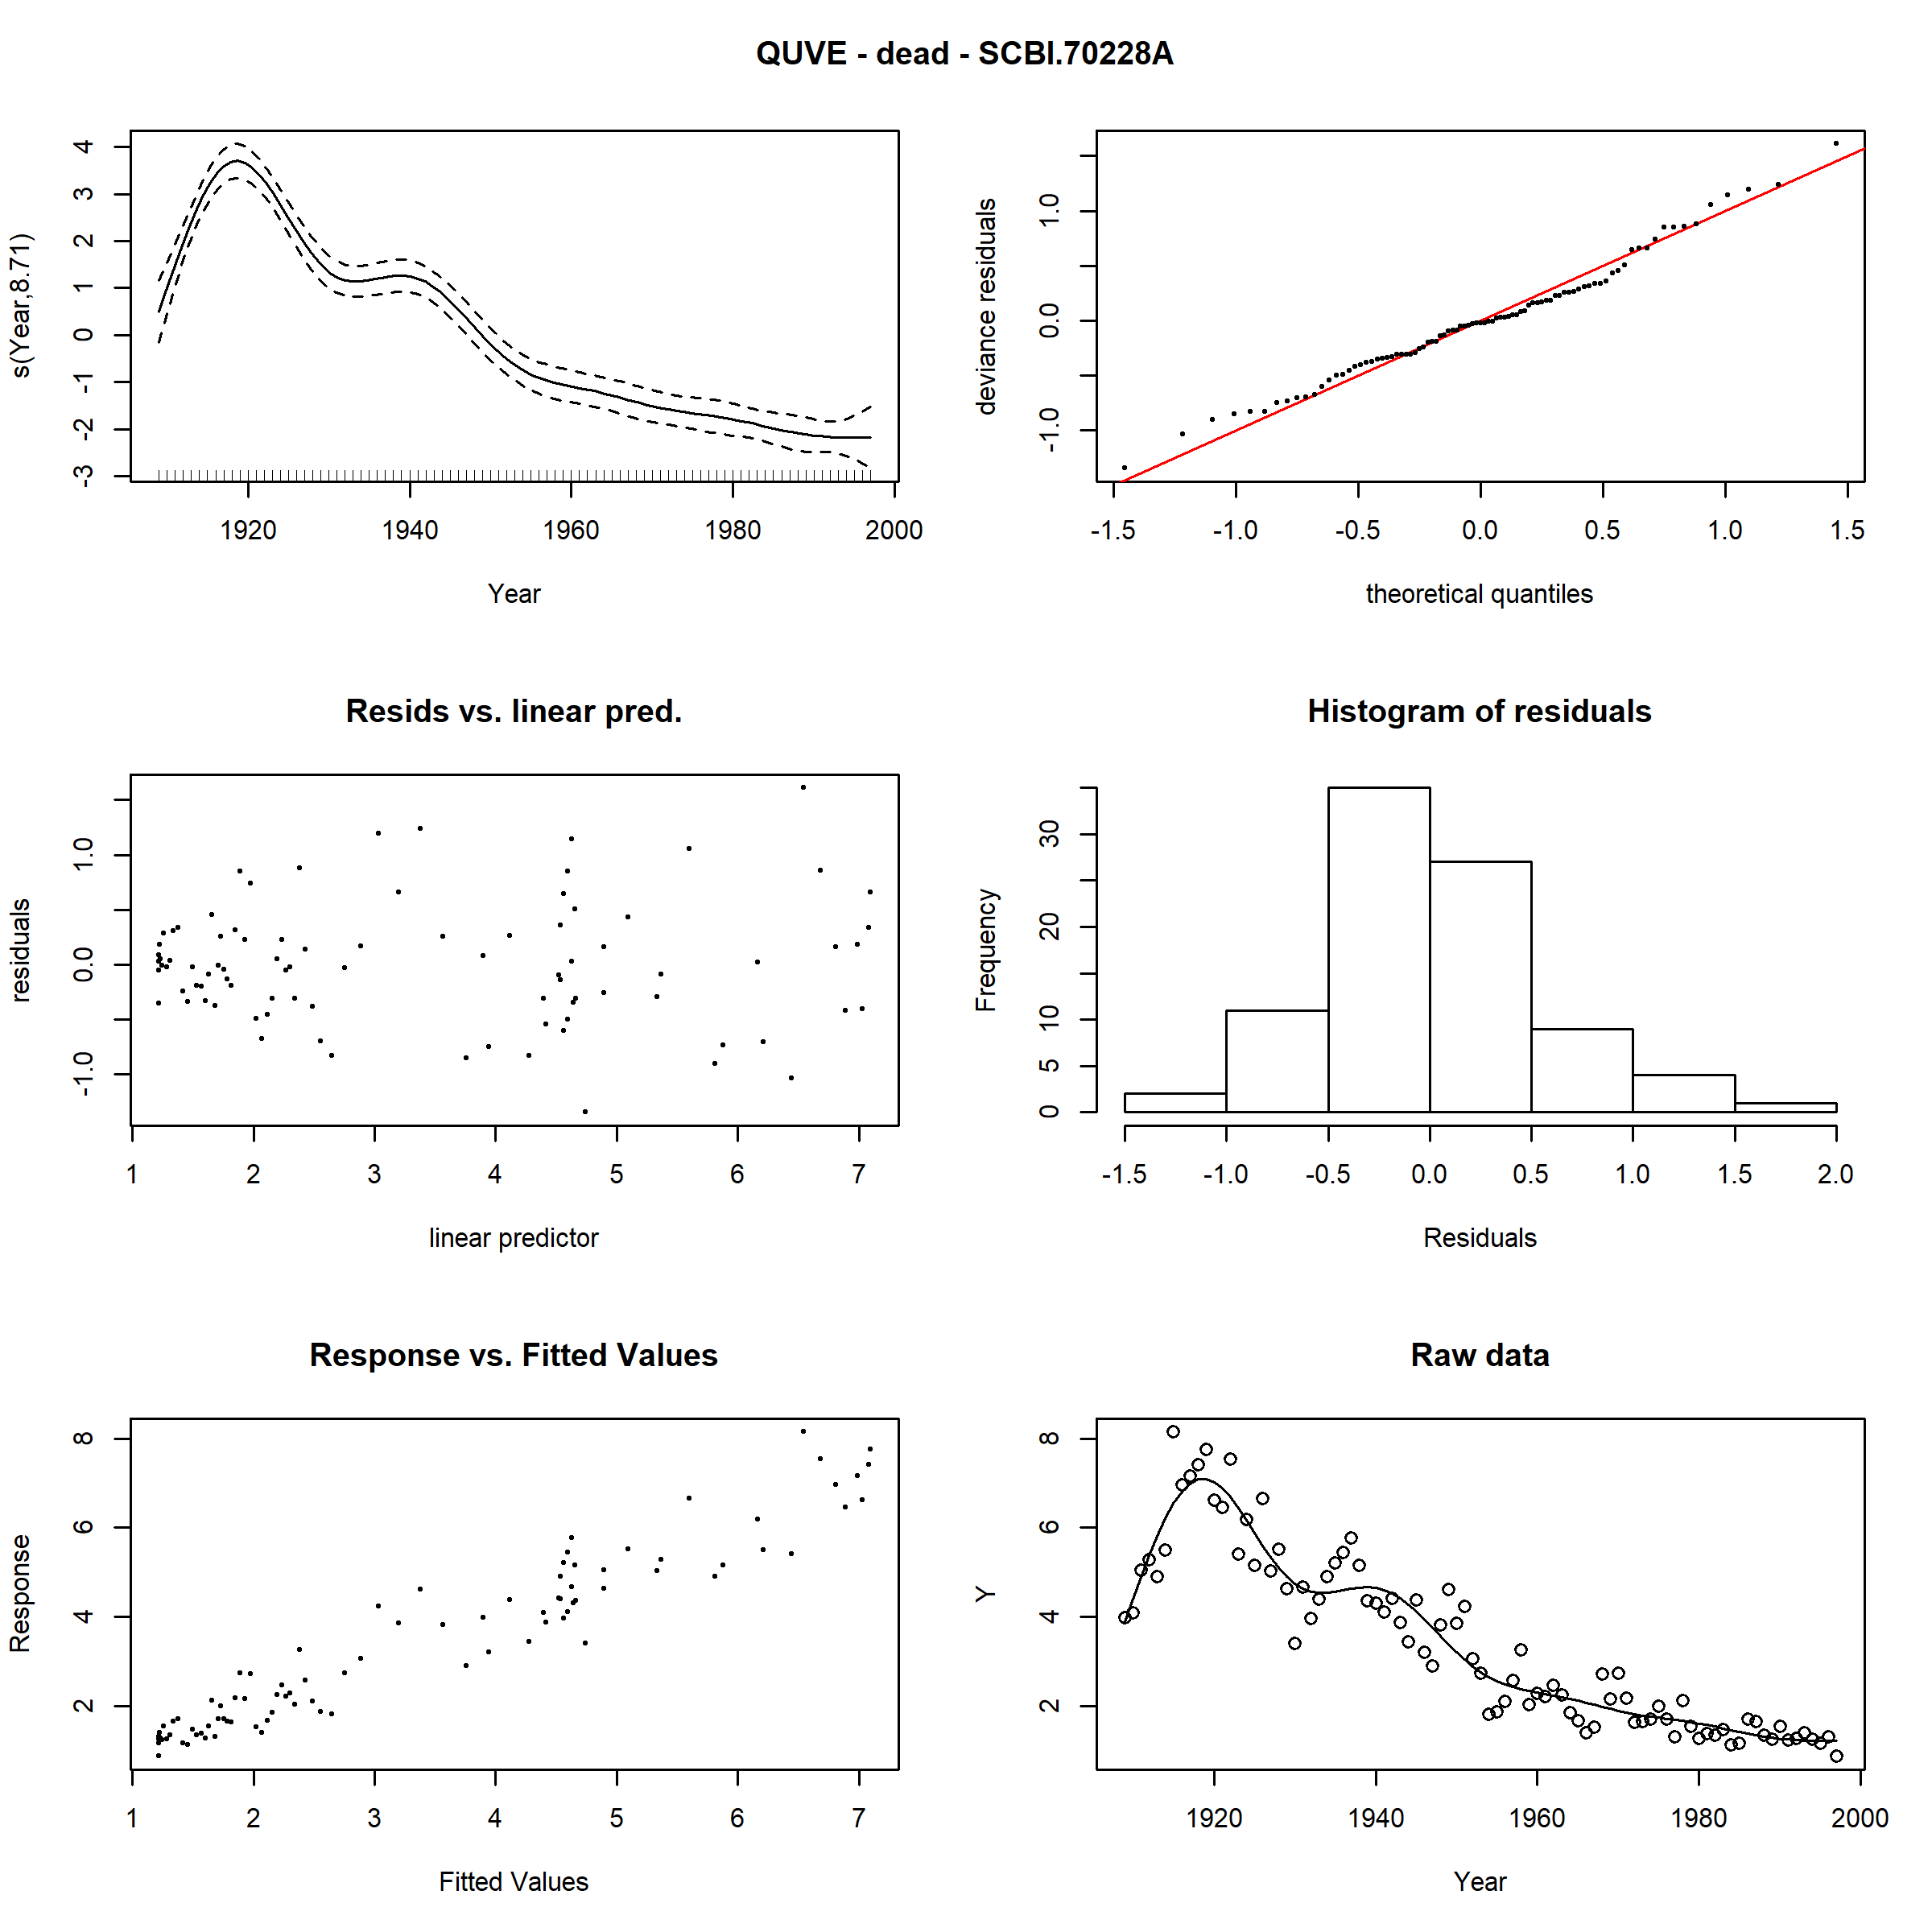 QUVE - dead - SCBI.70228A
s(Year,8.71)
4
3
2
1
0
-1
-2
-3
1920 1940 1960 1980 2000
Year
deviance residuals
1.0
0.0
-1.0
-1.5 -1.0 -0.5 0.0 0.5 1.0 1.5
theoretical quantiles
Resids vs. linear pred.
residuals
1.0
0.0
-1.0
1 2 3 4 5 6 7
linear predictor
Histogram of residuals
Frequency
30
20
10
5
0
-1.5 -1.0 -0.5 0.0 0.5 1.0 1.5 2.0
Residuals
Response vs. Fitted Values
Response
8
6
4
2
1 2 3 4 5 6 7
Fitted Values
Raw data
Y
8
6
4
2
1920 1940 1960 1980 2000
Year